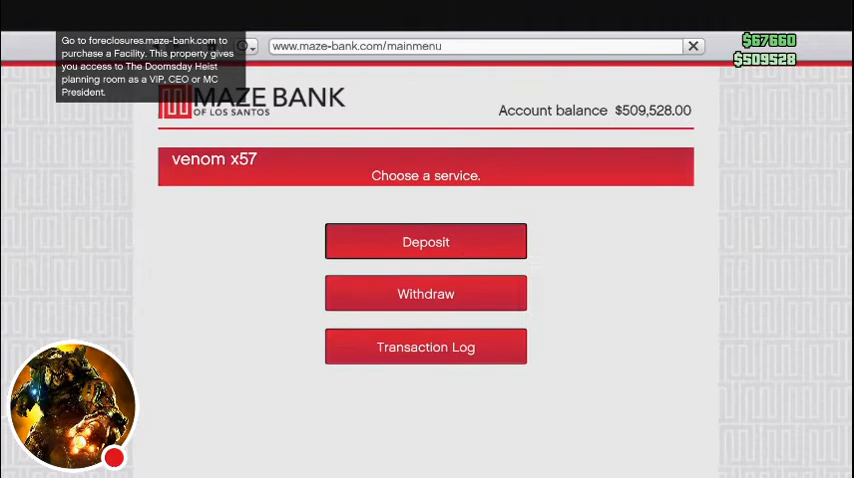 Go to foreclosures.maze-bank.com to
purchase a Facility. This property gives
you access to The Doomsday Heist
planning room as a VIP, CEO or MC
President.
www.maze-bank.com/mainmenu
$67660
$509528
MAZE BANK
OF LOS SANTOS
Account balance $509,528.00
venom x57
Choose a service.
Deposit
Withdraw
Transaction Log